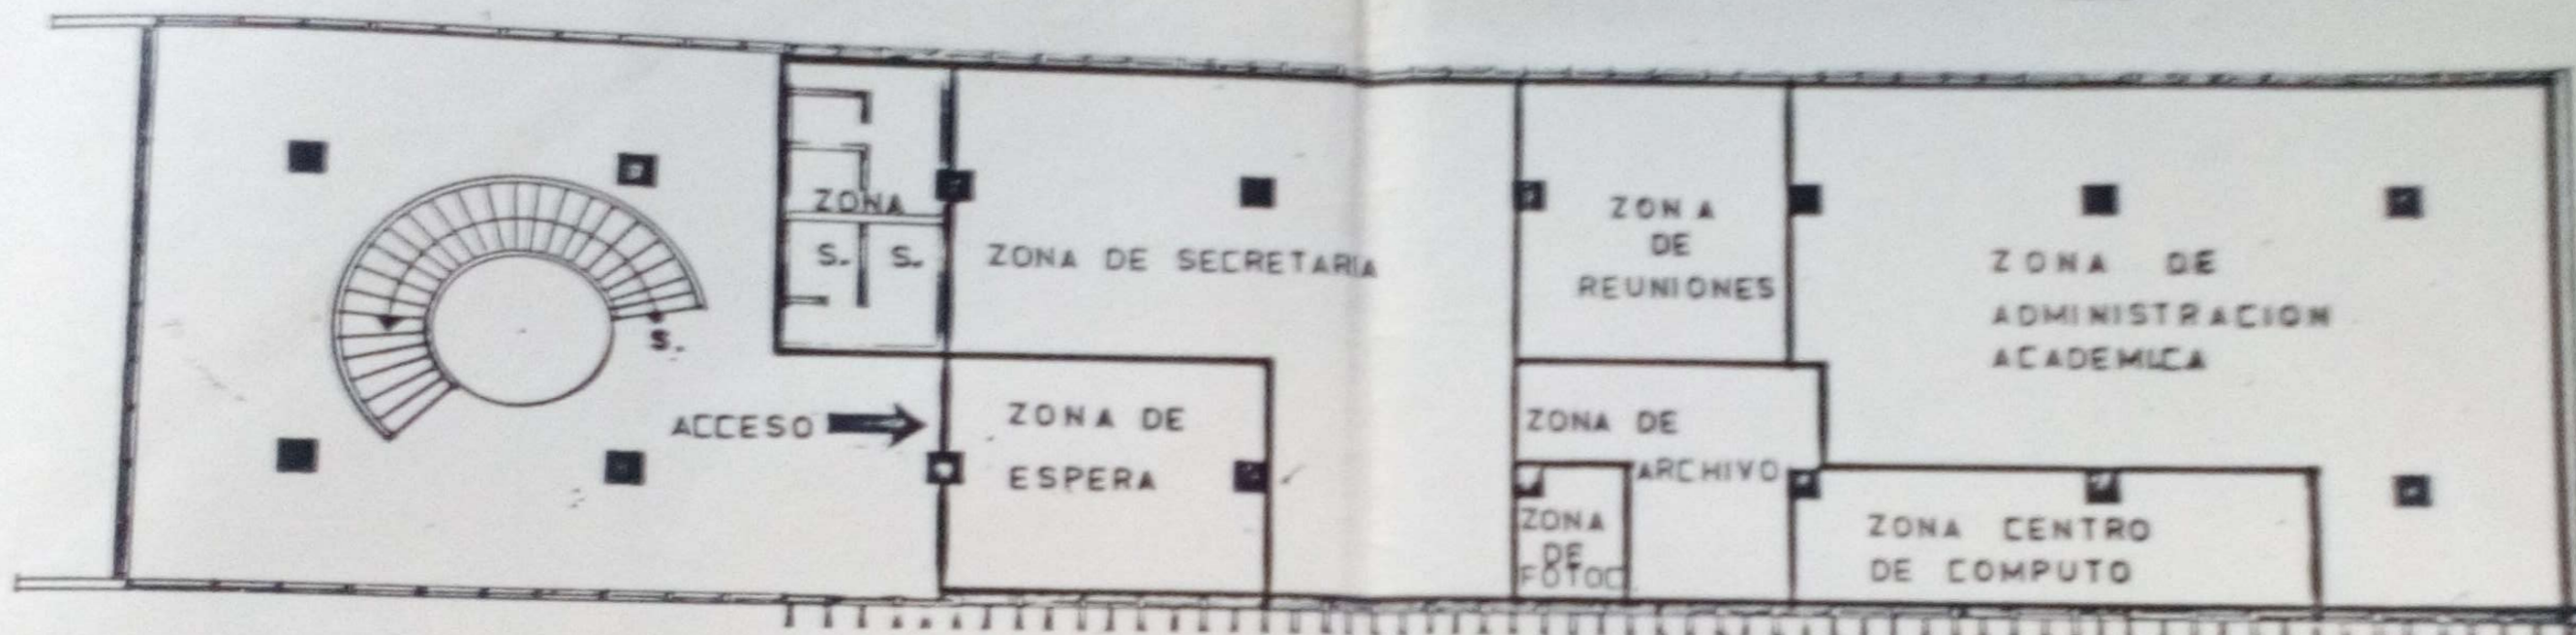 ZONA
S. S.
S.
ACCESO
ZONA DE SECRETARIA
ZONA DE
ESPERA
ZONA
DE
REUNIONES
ZONA DE
ARCHIVO
ZONA
DE
FOTOC
ZONA DE
ADMINISTRACION
ACADEMICA
ZONA CENTRO
DE COMPUTO